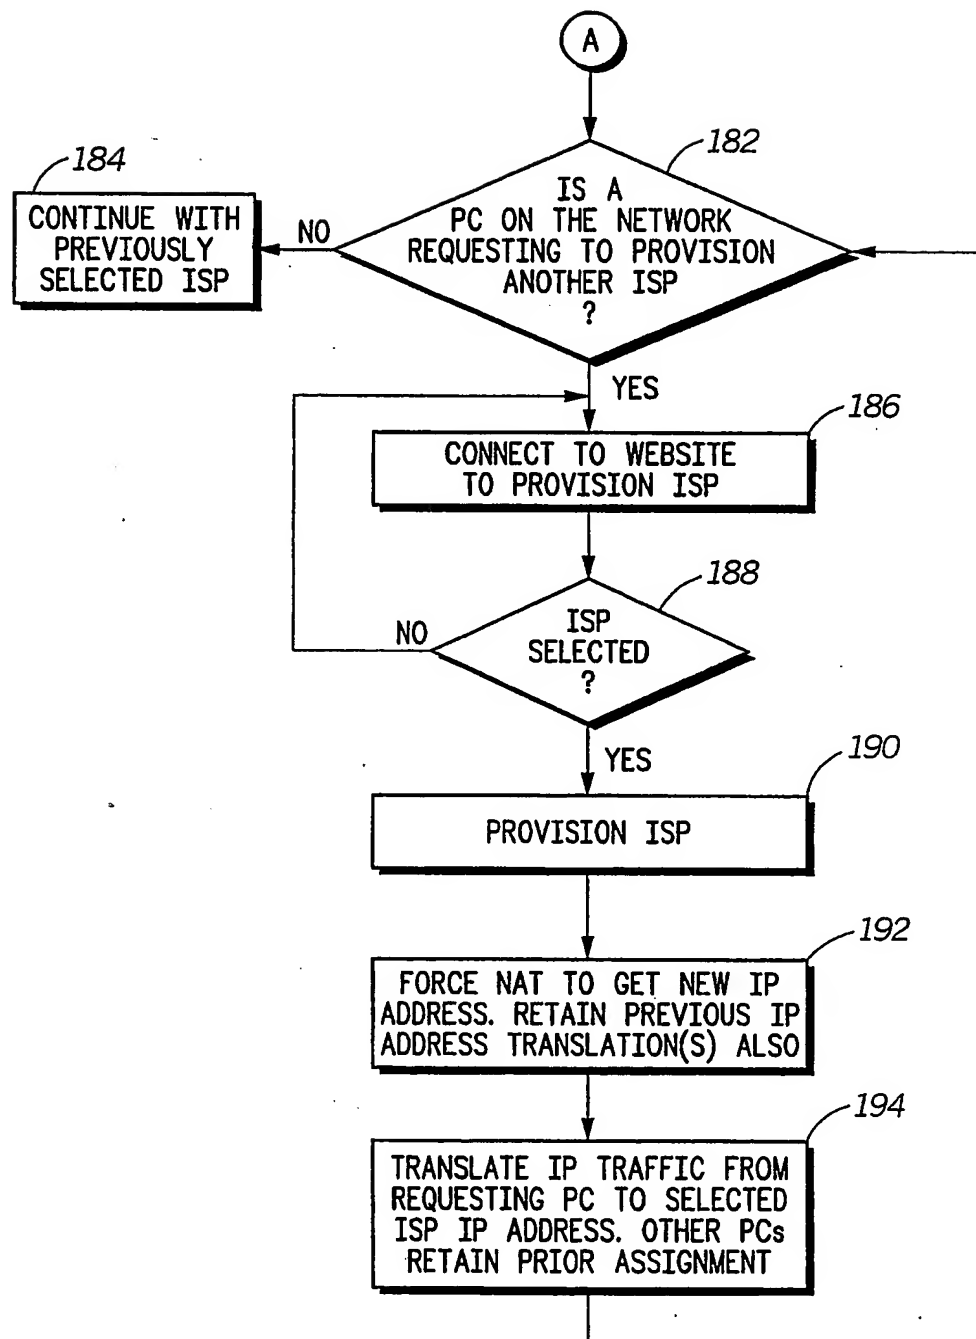 A
182
IS A
PC ON THE NETWORK
REQUESTING TO PROVISION
ANOTHER ISP
?
184
CONTINUE WITH
PREVIOUSLY
SELECTED ISP
NO
YES
186
CONNECT TO WEBSITE
TO PROVISION ISP
188
ISP
SELECTED
?
NO
YES
190
PROVISION ISP
192
FORCE NAT TO GET NEW IP
ADDRESS. RETAIN PREVIOUS IP
ADDRESS TRANSLATION(S) ALSO
194
TRANSLATE IP TRAFFIC FROM
REQUESTING PC TO SELECTED
ISP IP ADDRESS. OTHER PCs
RETAIN PRIOR ASSIGNMENT